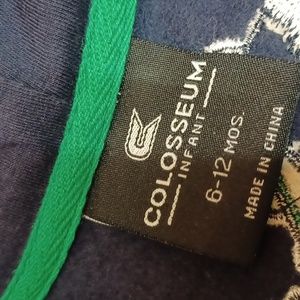 COLOSSEUM
INFANT
6-12 MOS.
MADE IN CHINA